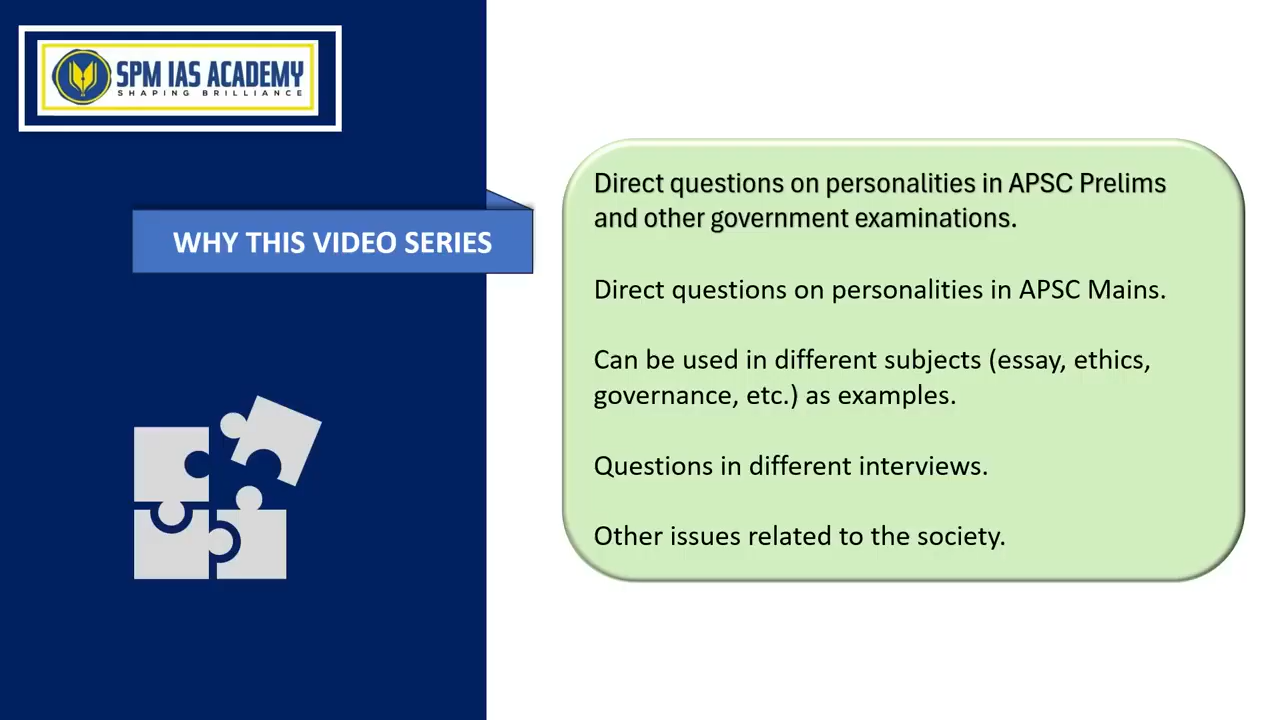 SPM IAS ACADEMY
SHAPING BRILLIANCE
WHY THIS VIDEO SERIES
Direct questions on personalities in APSC Prelims
and other government examinations.
Direct questions on personalities in APSC Mains.
Can be used in different subjects (essay, ethics,
governance, etc.) as examples.
Questions in different interviews.
Other issues related to the society.